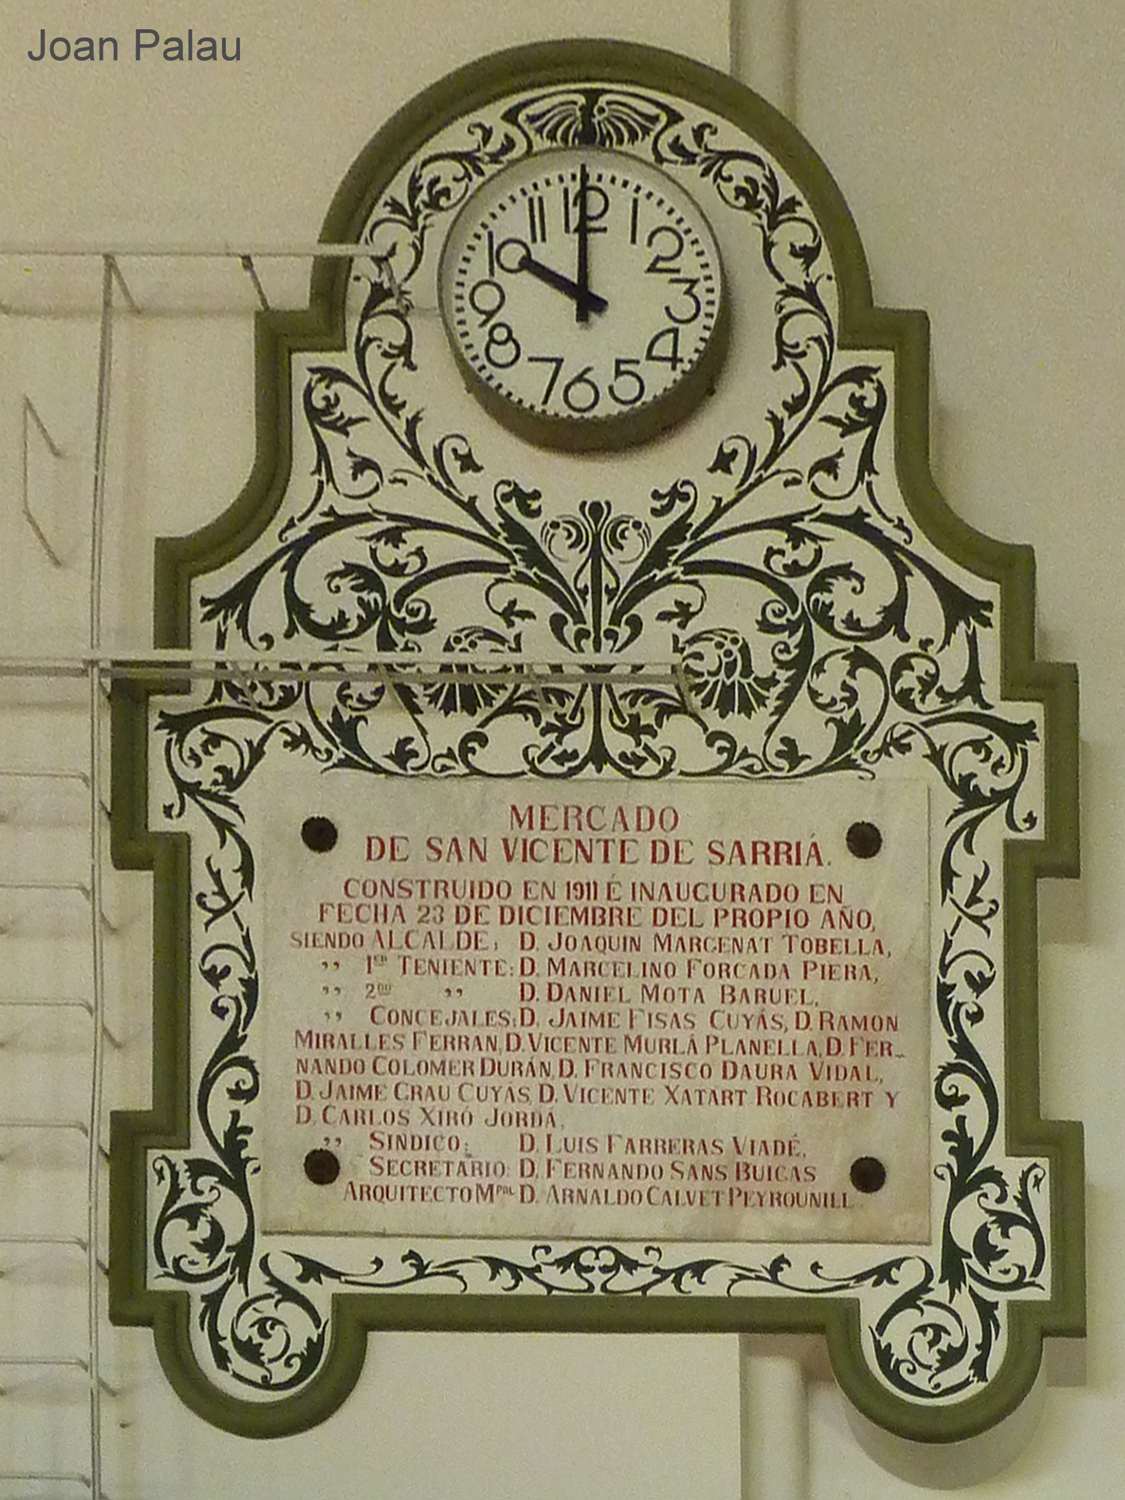 Joan Palau
12
1
2
3
4
5
6
7
8
9
10
11
MERCADO
DE SAN VICENTE DE SARRIÁ.
CONSTRUIDO EN 1911 É INAUGURADO EN
FECHA 23 DE DICIEMBRE DEL PROPIO AÑO,
SIENDO ALCALDE: D. JOAQUIN MARGENAT TOBELLA,
,, 1ER TENIENTE: D. MARCELINO FORCADA PIERA,
,, 2DO ,, D. DANIEL MOTA BARUEL,
,, CONCEJALES: D. JAIME FISAS CUYÁS, D. RAMON
MIRALLES FERRAN, D. VICENTE MURLÁ PLANELLA, D. FER-
NANDO COLOMER DURÁN, D. FRANCISCO DAURA VIDAL,
D. JAIME GRAU CUYÁS, D. VICENTE XATART ROCABERT Y
D. CARLOS XIRÓ JORDÁ,
,, SINDICO: D. LUIS FARRERAS VIADÉ,
SECRETARIO: D. FERNANDO SANS BUIGAS
ARQUITECTO MPAL D. ARNALDO CALVET PEYROUNILL